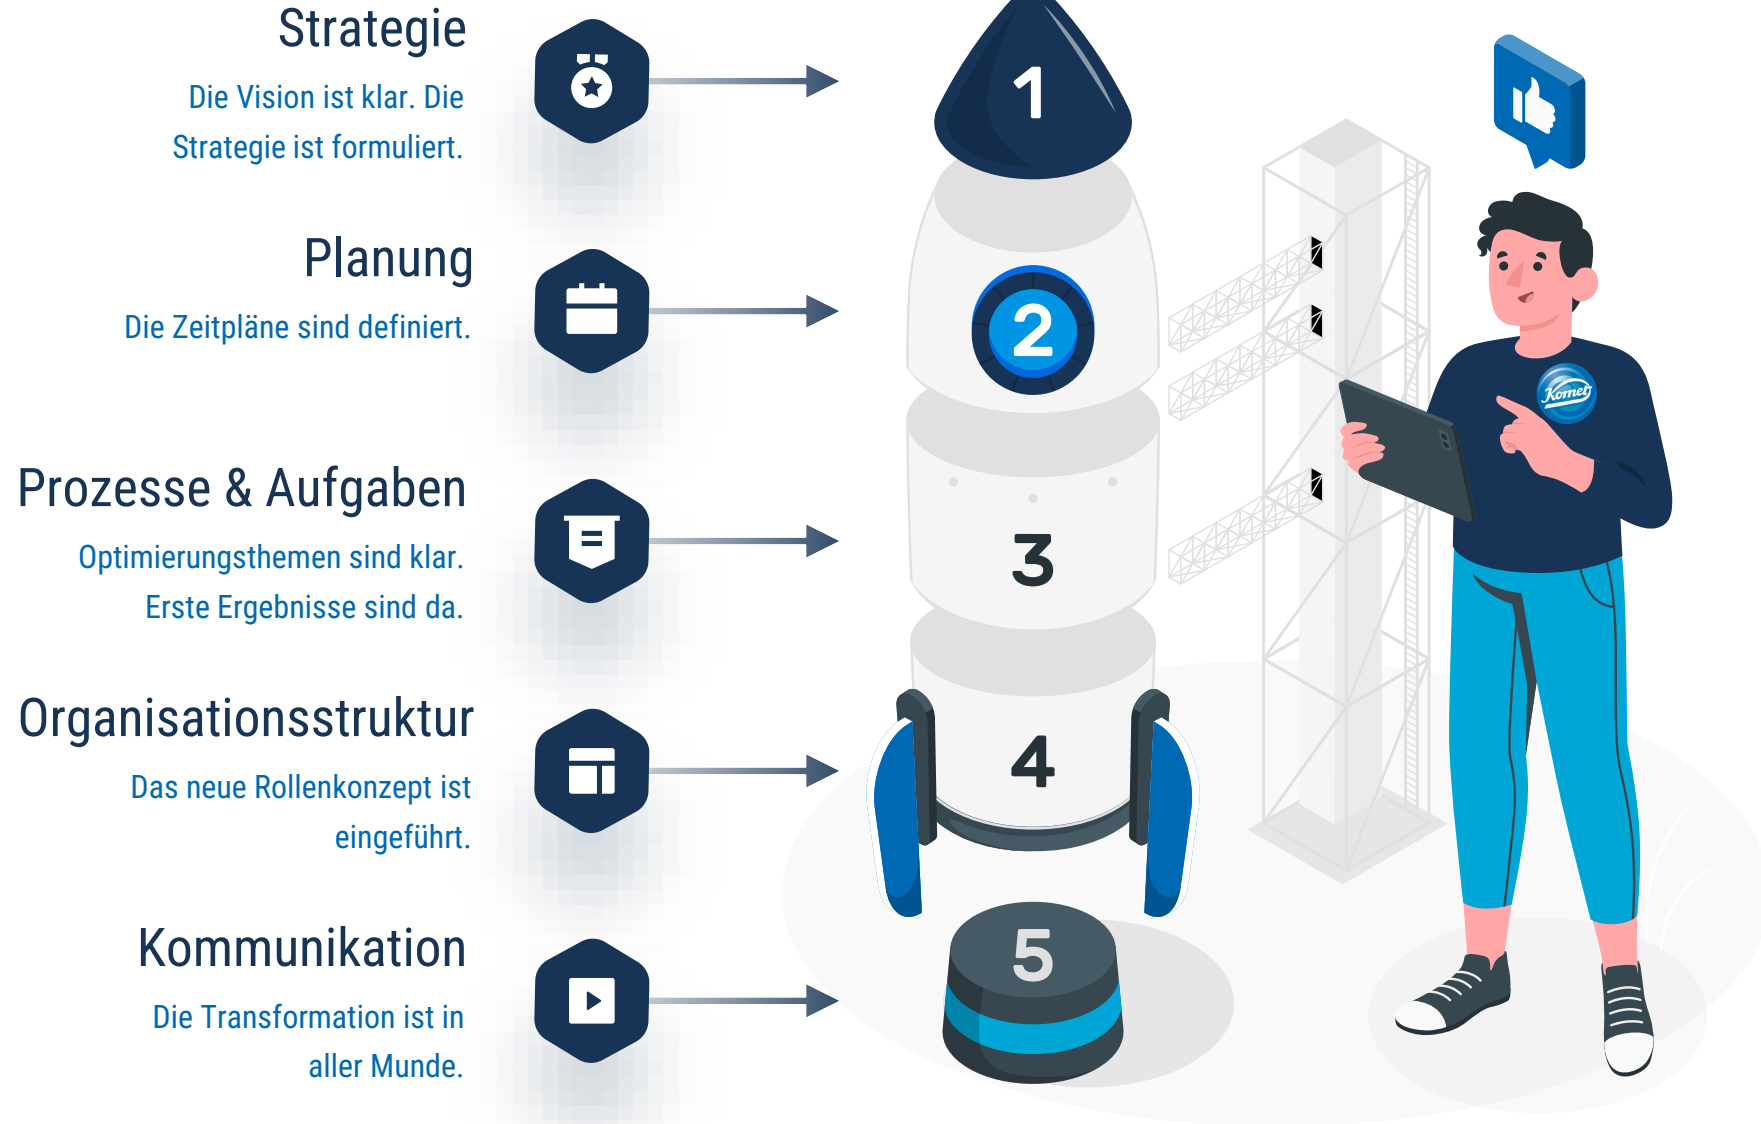 Strategie
Die Vision ist klar. Die
Strategie ist formuliert.
1
Planung
Die Zeitpläne sind definiert.
2
Prozesse & Aufgaben
Optimierungsthemen sind klar.
Erste Ergebnisse sind da.
3
Organisationsstruktur
Das neue Rollenkonzept ist
eingeführt.
4
Kommunikation
Die Transformation ist in
aller Munde.
5
Komet